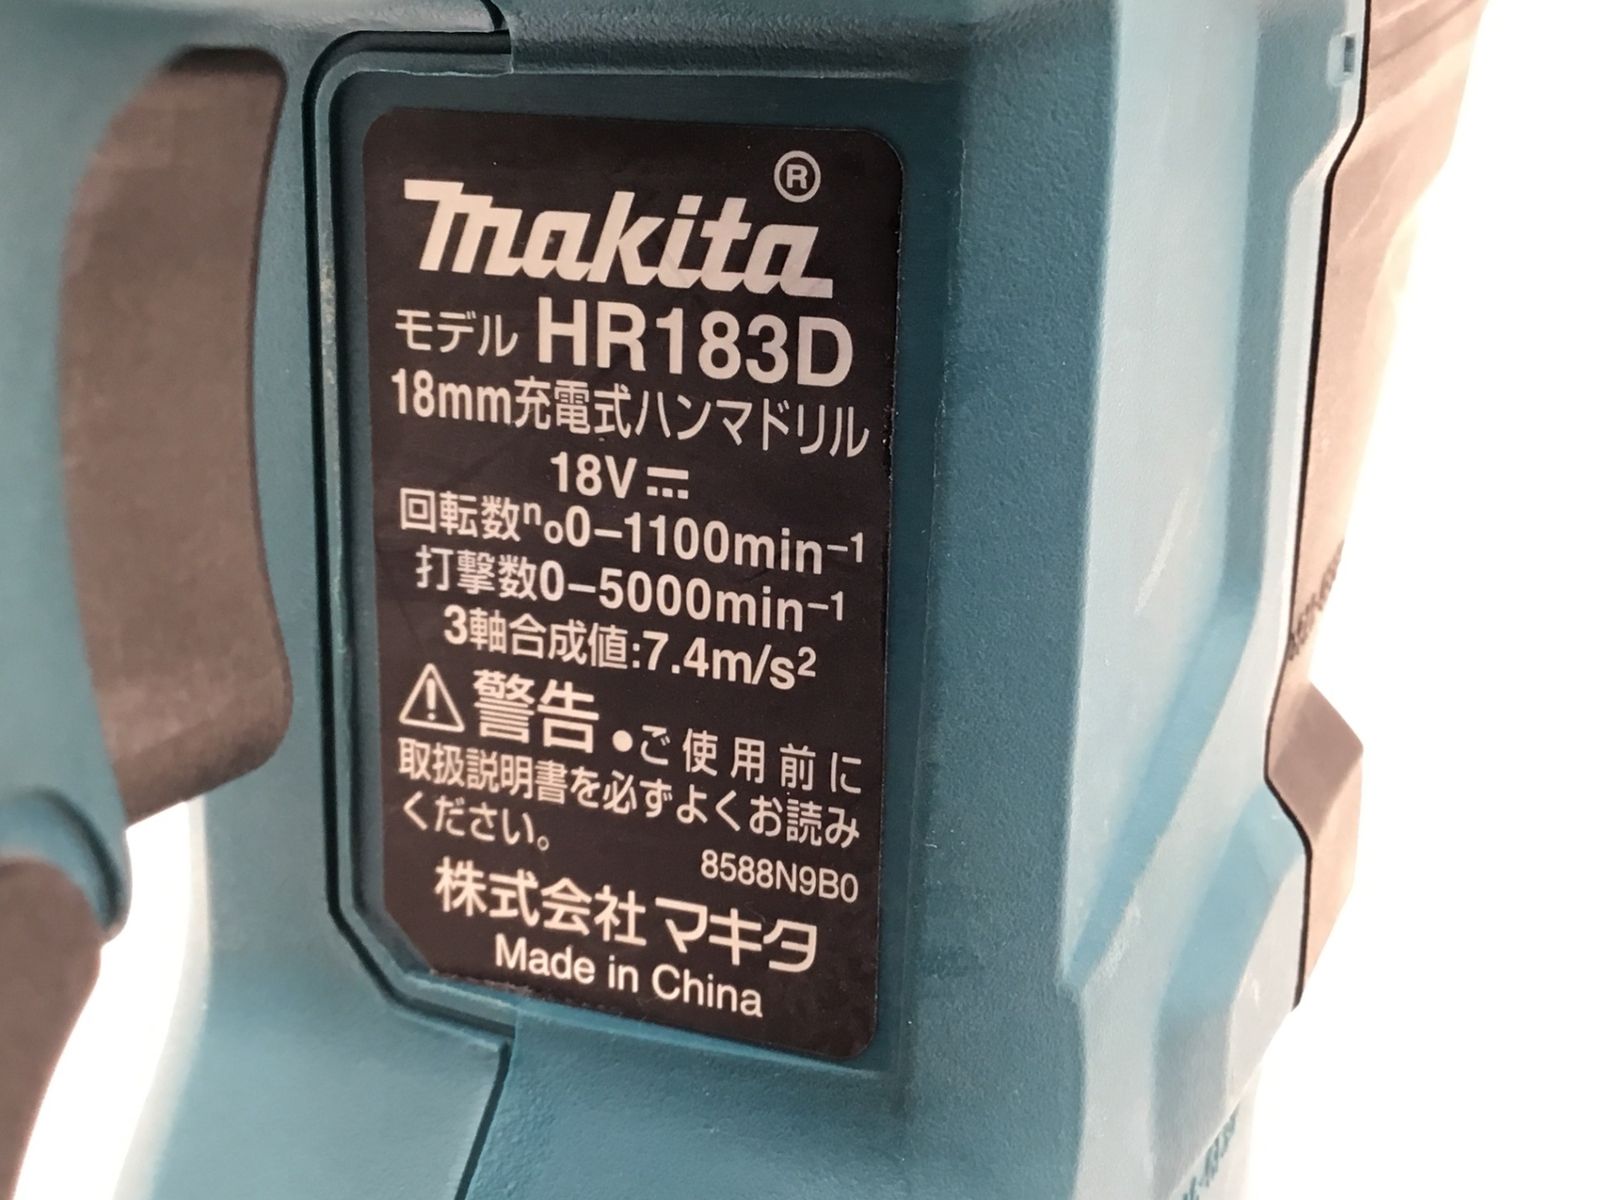 makita®
モデル HR183D
18mm充電式ハンマドリル
18V⎓
回転数n₀0−1100min⁻¹
打撃数0−5000min⁻¹
3軸合成値:7.4m/s²
⚠警告 ●ご使用前に
取扱説明書を必ずよくお読み
ください。
8588N9B0
株式会社マキタ
Made in China